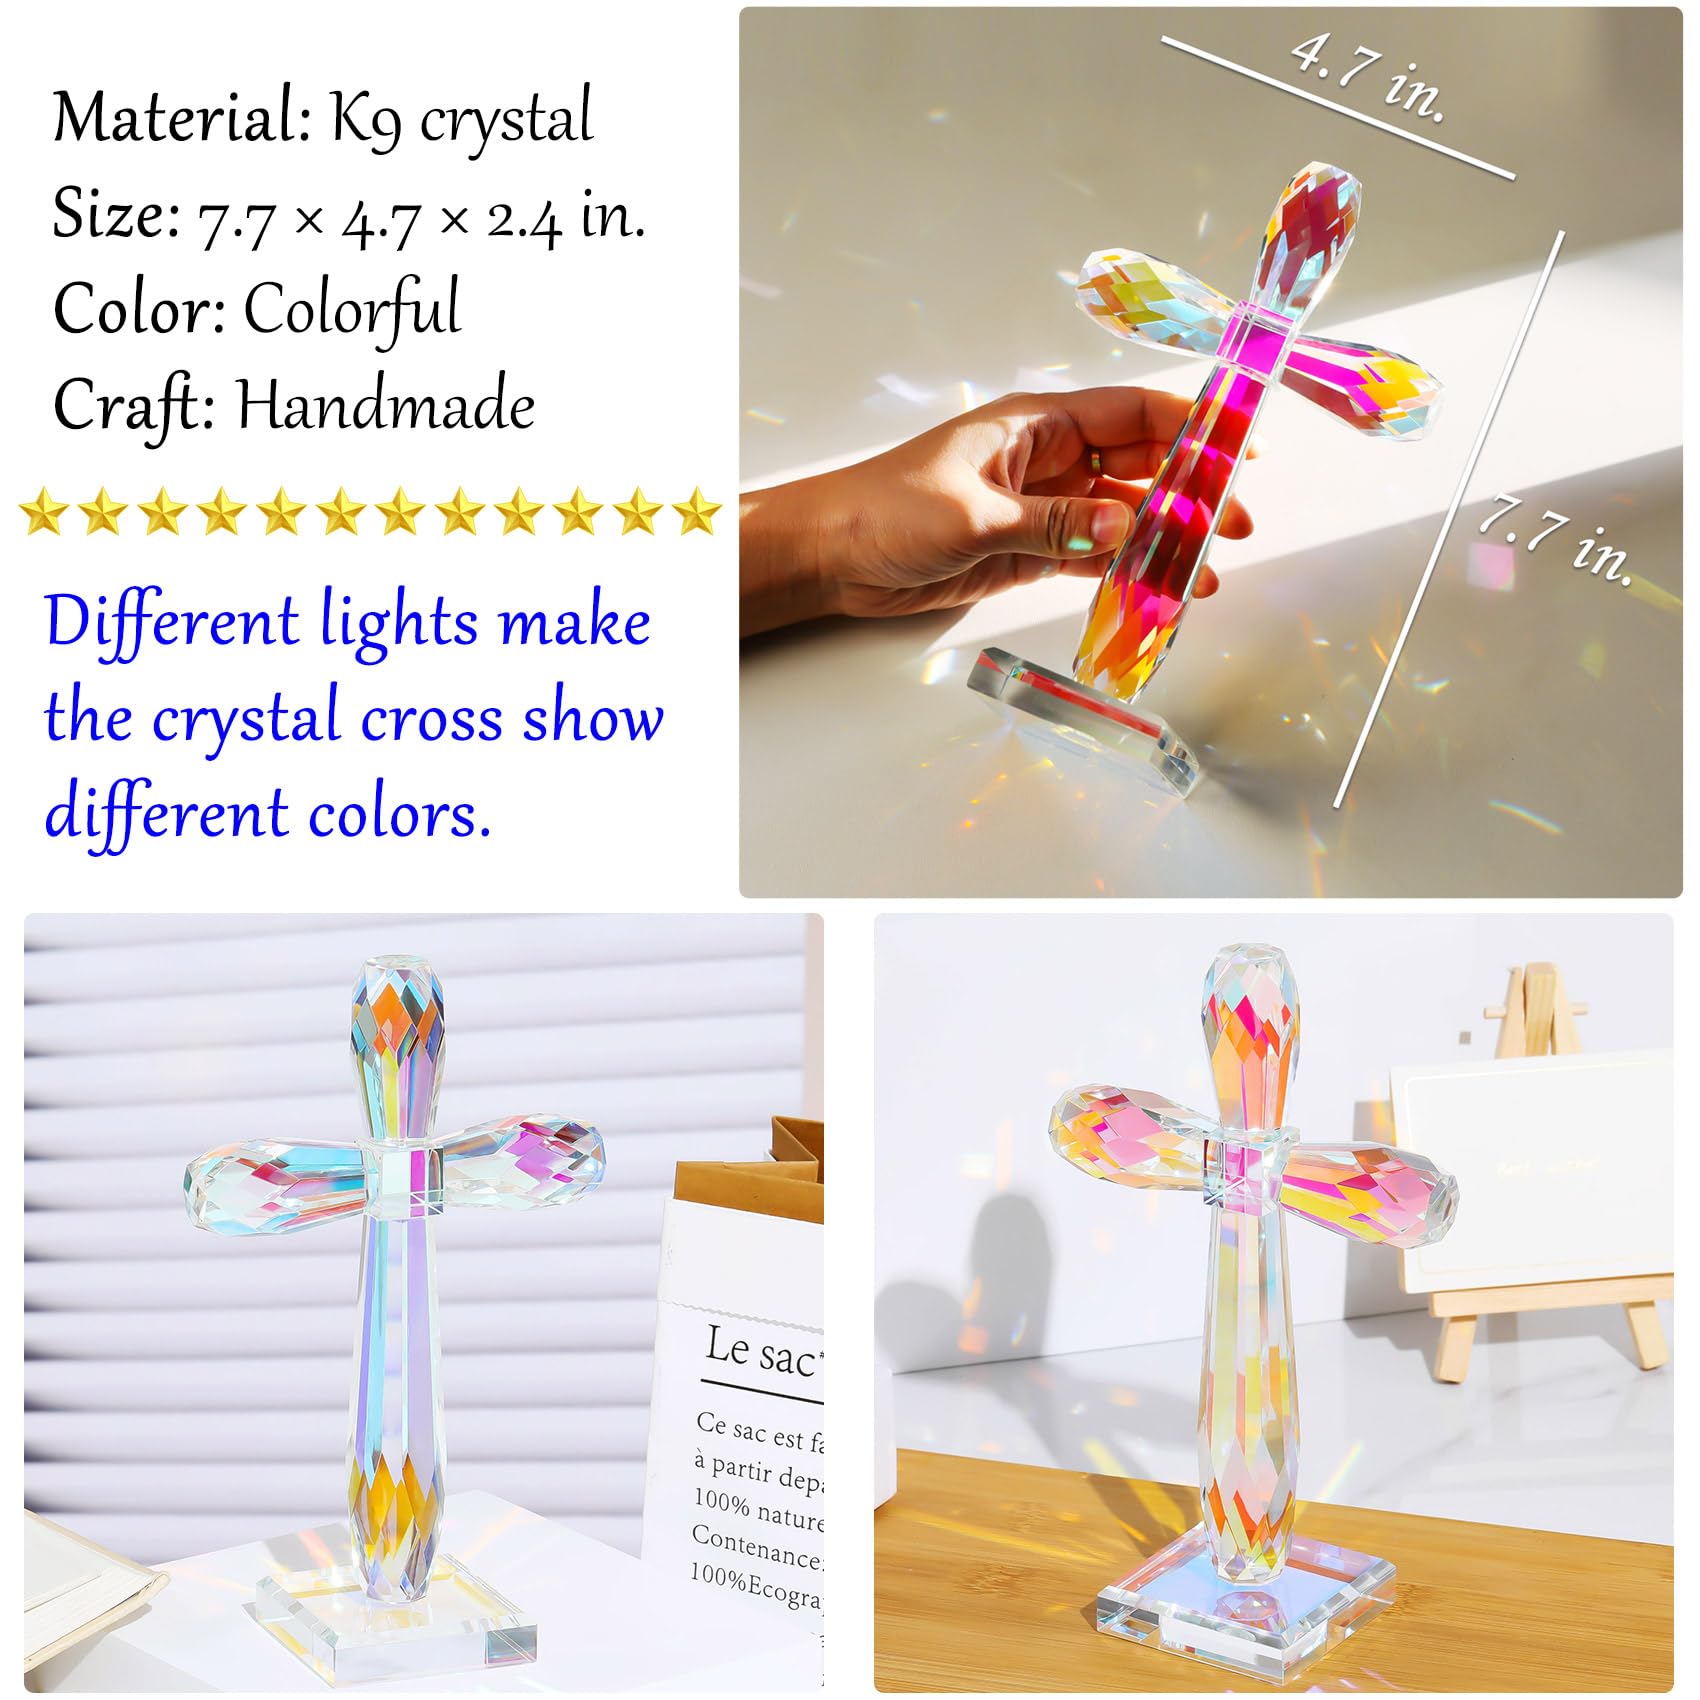 Material: K9 crystal
Size: 7.7 × 4.7 × 2.4 in.
Color: Colorful
Craft: Handmade
Different lights make
the crystal cross show
different colors.
4.7 in.
7.7 in.
Le sac*
Ce sac est fa
à partir depa
100% nature
Contenance:
100%Ecogra